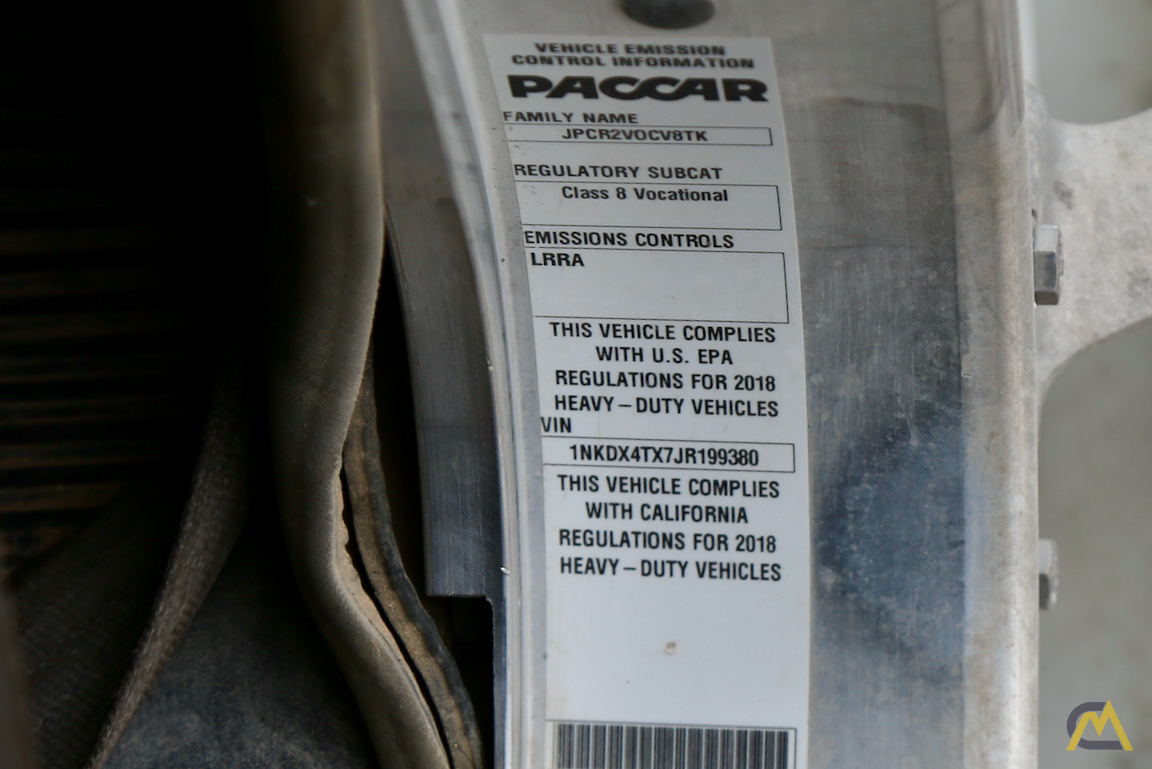 VEHICLE EMISSION
CONTROL INFORMATION
PACCAR
FAMILY NAME
JPCR2VOCV8TK
REGULATORY SUBCAT
Class 8 Vocational
EMISSIONS CONTROLS
LRRA
THIS VEHICLE COMPLIES
WITH U.S. EPA
REGULATIONS FOR 2018
HEAVY – DUTY VEHICLES
VIN
1NKDX4TX7JR199380
THIS VEHICLE COMPLIES
WITH CALIFORNIA
REGULATIONS FOR 2018
HEAVY – DUTY VEHICLES